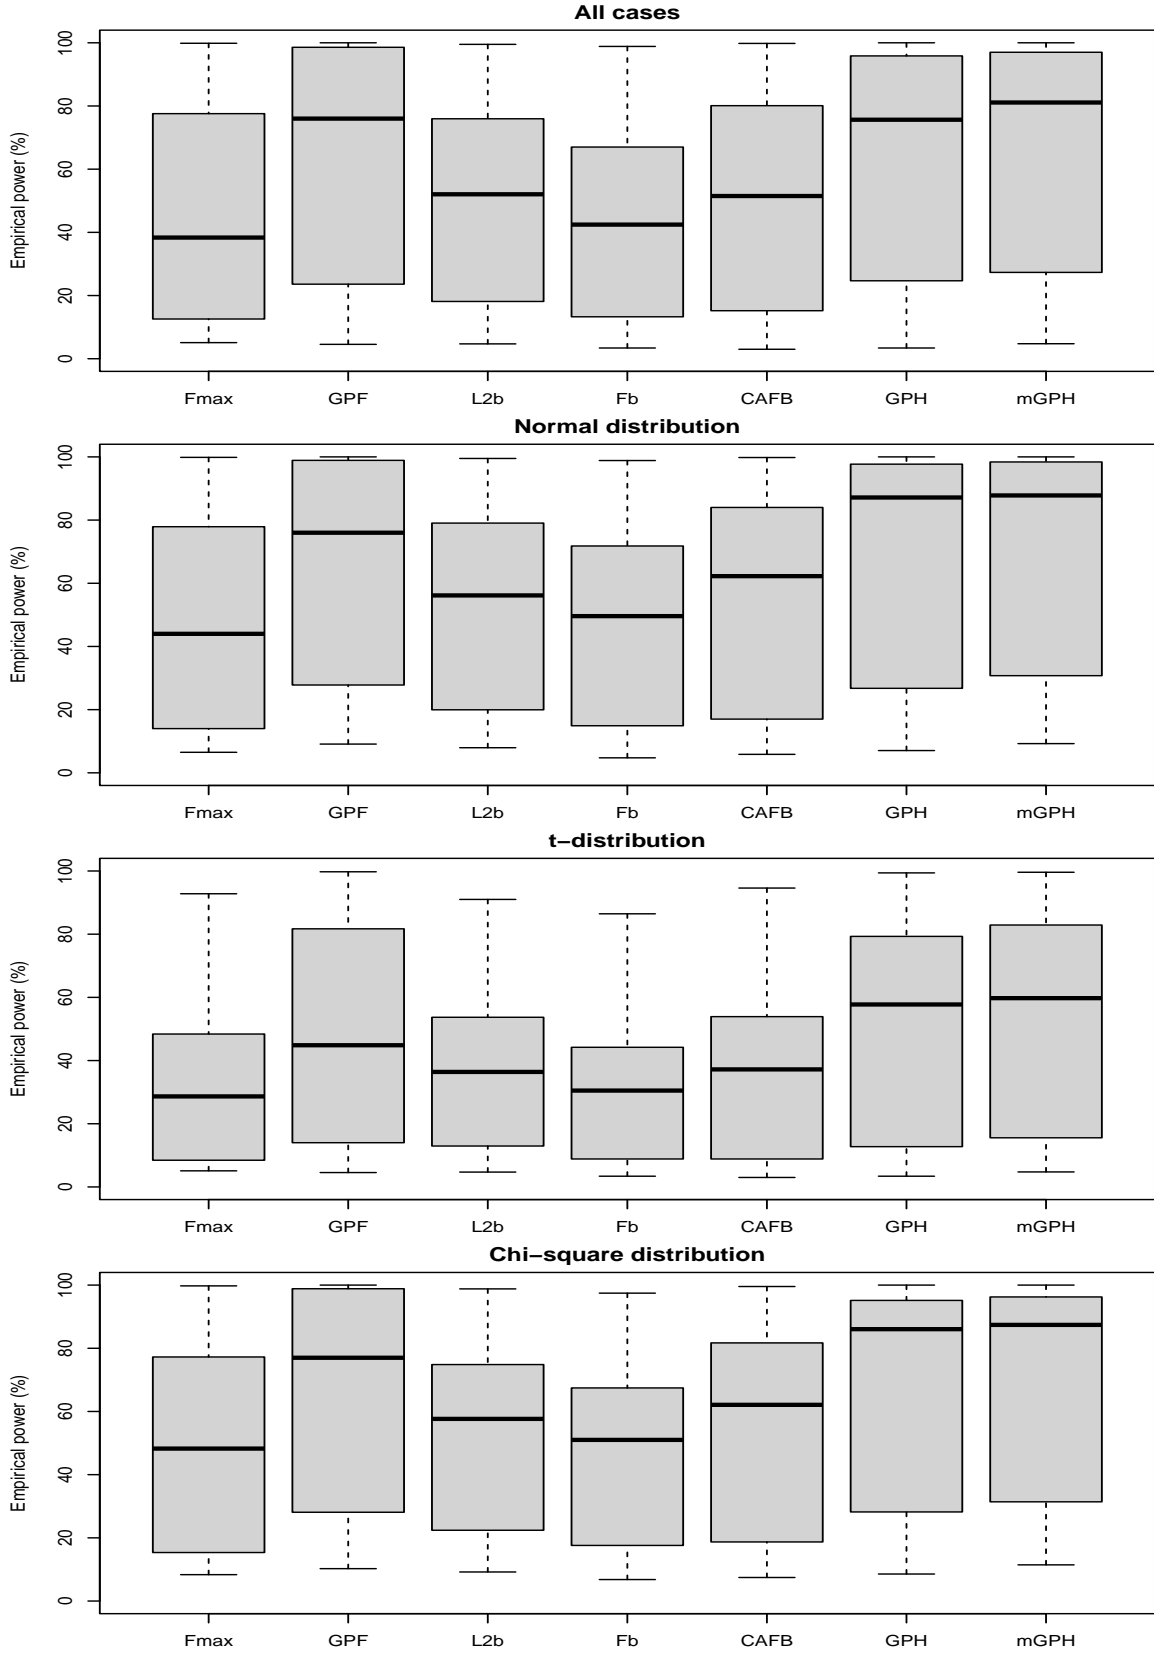 All cases
Empirical power (%)
100
80
60
40
20
0
Fmax GPF L2b Fb CAFB GPH mGPH
Normal distribution
Empirical power (%)
100
80
60
40
20
0
Fmax GPF L2b Fb CAFB GPH mGPH
t−distribution
Empirical power (%)
100
80
60
40
20
0
Fmax GPF L2b Fb CAFB GPH mGPH
Chi−square distribution
Empirical power (%)
100
80
60
40
20
0
Fmax GPF L2b Fb CAFB GPH mGPH